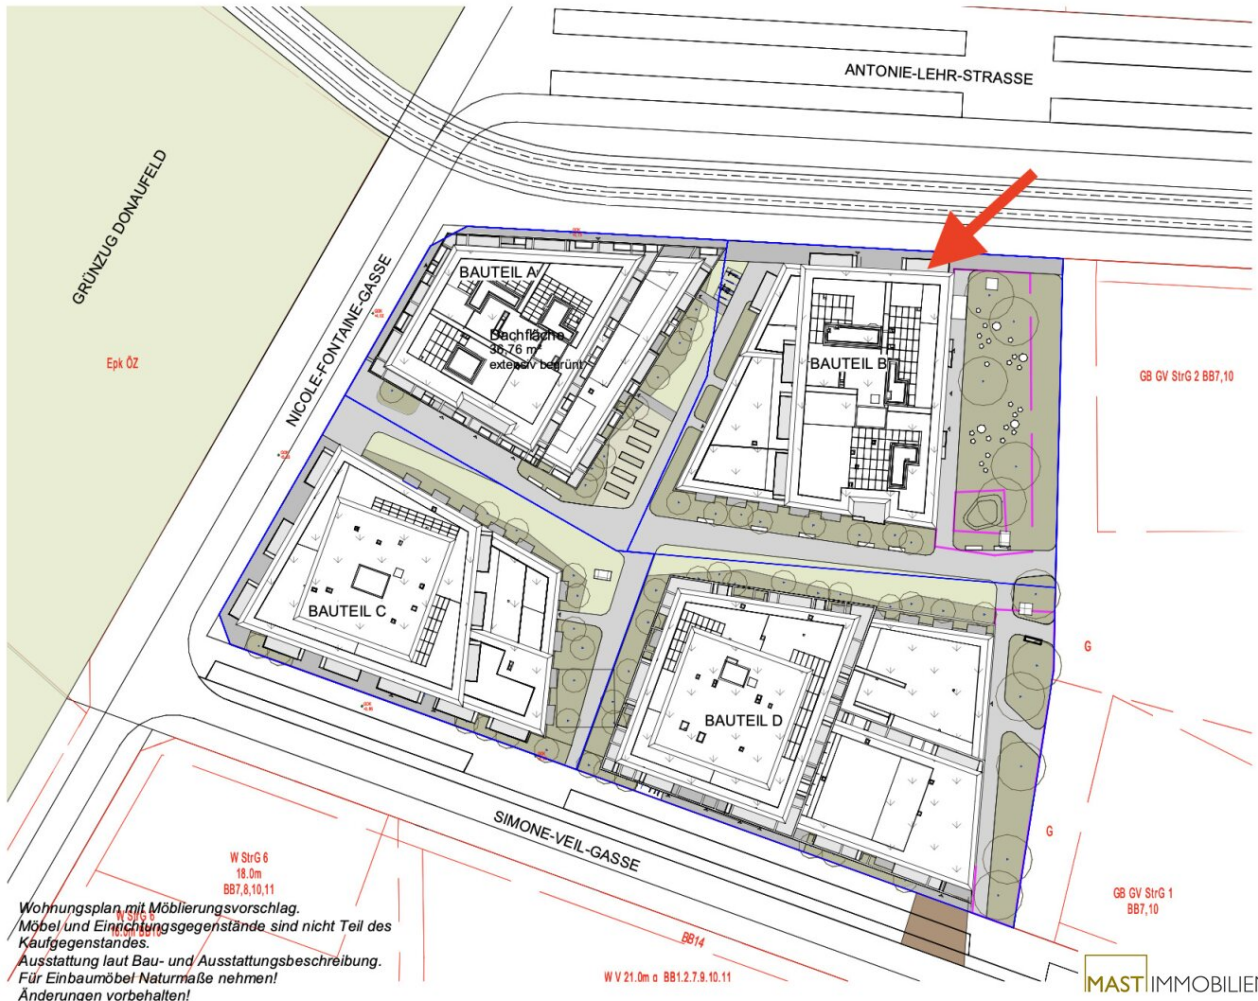 ANTONIE-LEHR-STRASSE
GRÜNZUG DONAUFELD
NICOLE-FONTAINE-GASSE
Epk ÖZ
BAUTEIL A
Dachfläche
36,76 m²
extensiv begrünt
BAUTEIL B
GB GV StrG 2 BB7,10
BAUTEIL C
BAUTEIL D
G
G
SIMONE-VEIL-GASSE
W StrG 6
18.0m
BB7,8,10,11
GB GV StrG 1
BB7,10
BB14
W V 21.0m a BB1.2.7.9.10.11
W StrG 6
Wohnungsplan mit Möblierungsvorschlag.
Möbel und Einrichtungsgegenstände sind nicht Teil des
Kaufgegenstandes.
Ausstattung laut Bau- und Ausstattungsbeschreibung.
Für Einbaumöbel Naturmaße nehmen!
Änderungen vorbehalten!
MAST IMMOBILIEN